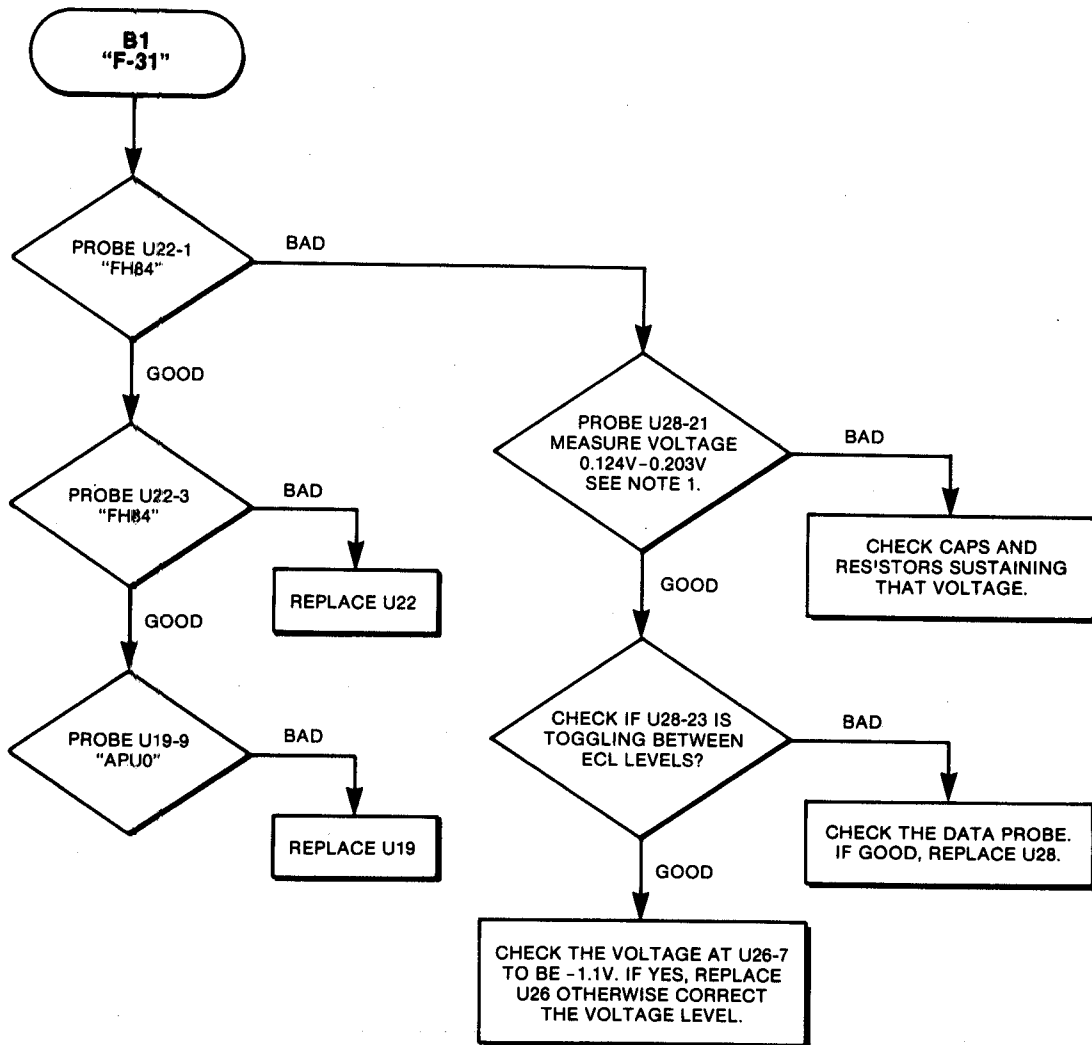 B1
"F-31"
PROBE U22-1
"FH84"
BAD
GOOD
PROBE U22-3
"FH84"
BAD
REPLACE U22
GOOD
PROBE U19-9
"APU0"
BAD
REPLACE U19
PROBE U28-21
MEASURE VOLTAGE
0.124V–0.203V
SEE NOTE 1.
BAD
CHECK CAPS AND
RES'STORS SUSTAINING
THAT VOLTAGE.
GOOD
CHECK IF U28-23 IS
TOGGLING BETWEEN
ECL LEVELS?
BAD
CHECK THE DATA PROBE.
IF GOOD, REPLACE U28.
GOOD
CHECK THE VOLTAGE AT U26-7
TO BE –1.1V. IF YES, REPLACE
U26 OTHERWISE CORRECT
THE VOLTAGE LEVEL.